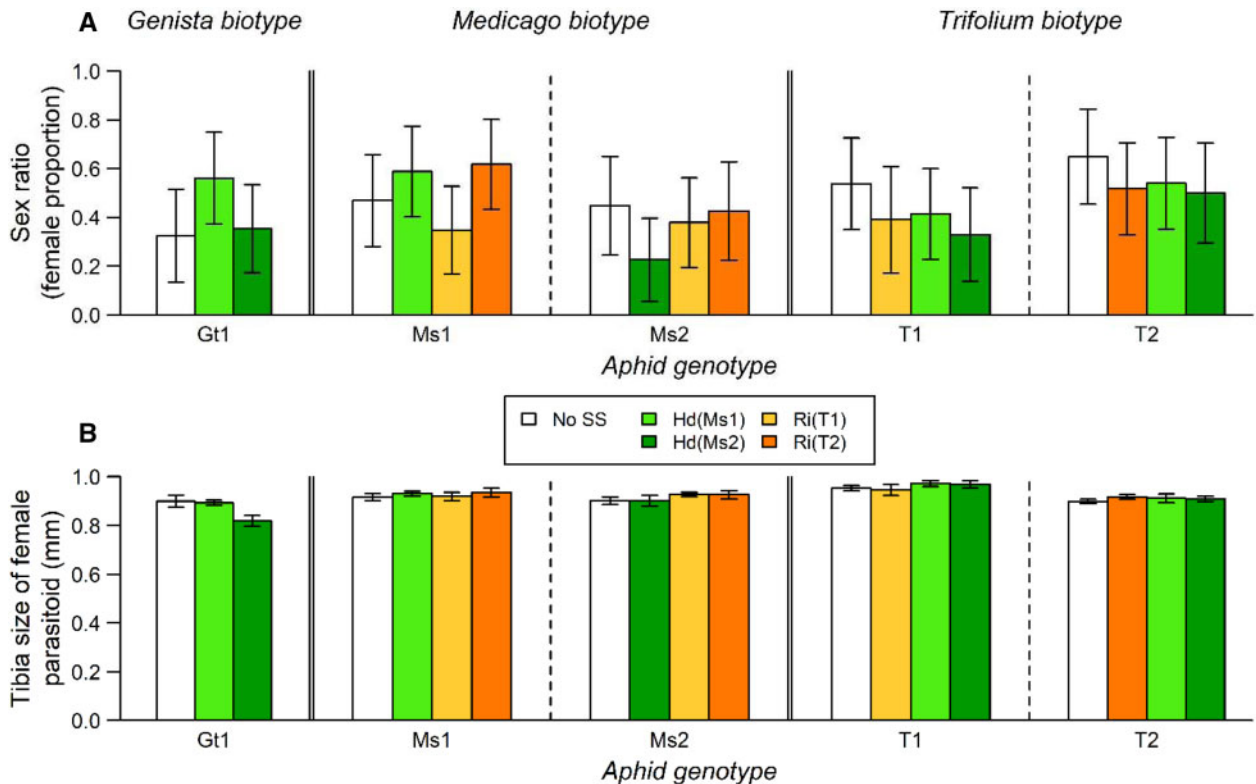 A
Genista biotype
Medicago biotype
Trifolium biotype
Sex ratio
(female proportion)
1.0
0.8
0.6
0.4
0.2
0.0
Gt1
Ms1
Ms2
T1
T2
Aphid genotype
No SS
Hd(Ms1)
Ri(T1)
Hd(Ms2)
Ri(T2)
B
Tibia size of female
parasitoid (mm)
1.0
0.8
0.6
0.4
0.2
0.0
Gt1
Ms1
Ms2
T1
T2
Aphid genotype